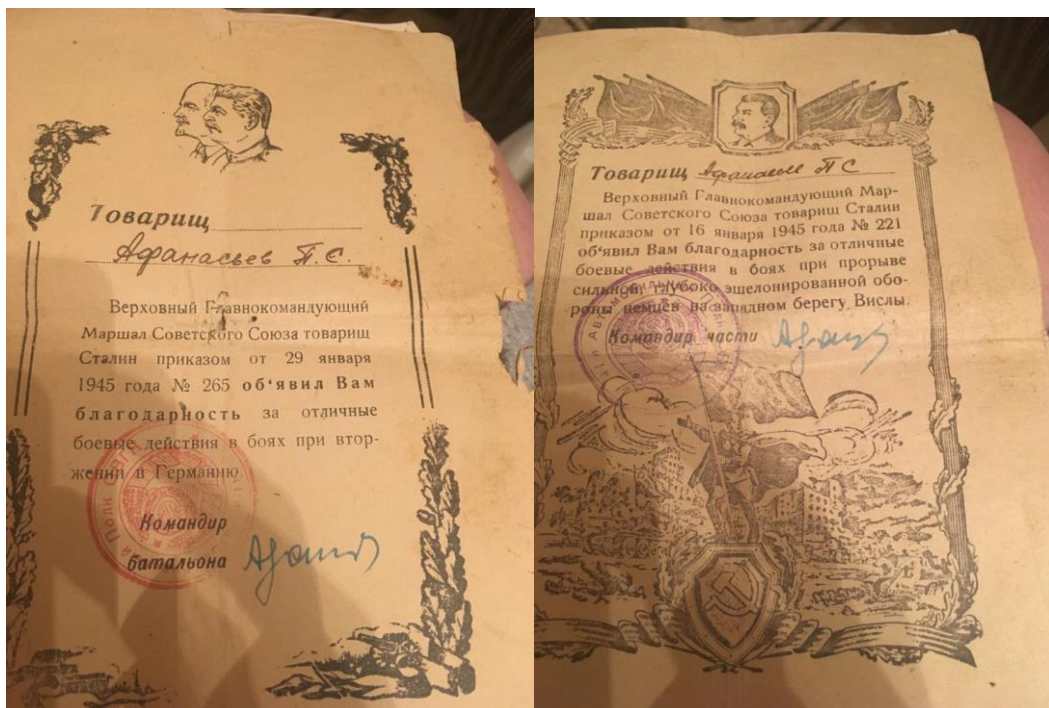 Товарищ
Афанасьев П.С.
Верховный Главнокомандующий
Маршал Советского Союза товарищ
Сталин приказом от 29 января
1945 года № 265 об‘явил Вам
благодарность за отличные
боевые действия в боях при втор-
жении в Германию.
Командир
батальона
Товарищ Афанасьев П С
Верховный Главнокомандующий Мар-
шал Советского Союза товарищ Сталин
приказом от 16 января 1945 года № 221
об‘явил Вам благодарность за отличные
боевые действия в боях при прорыве
сильной, глубоко эшелонированной обо-
роны немцев на западном берегу Вислы.
Командир части